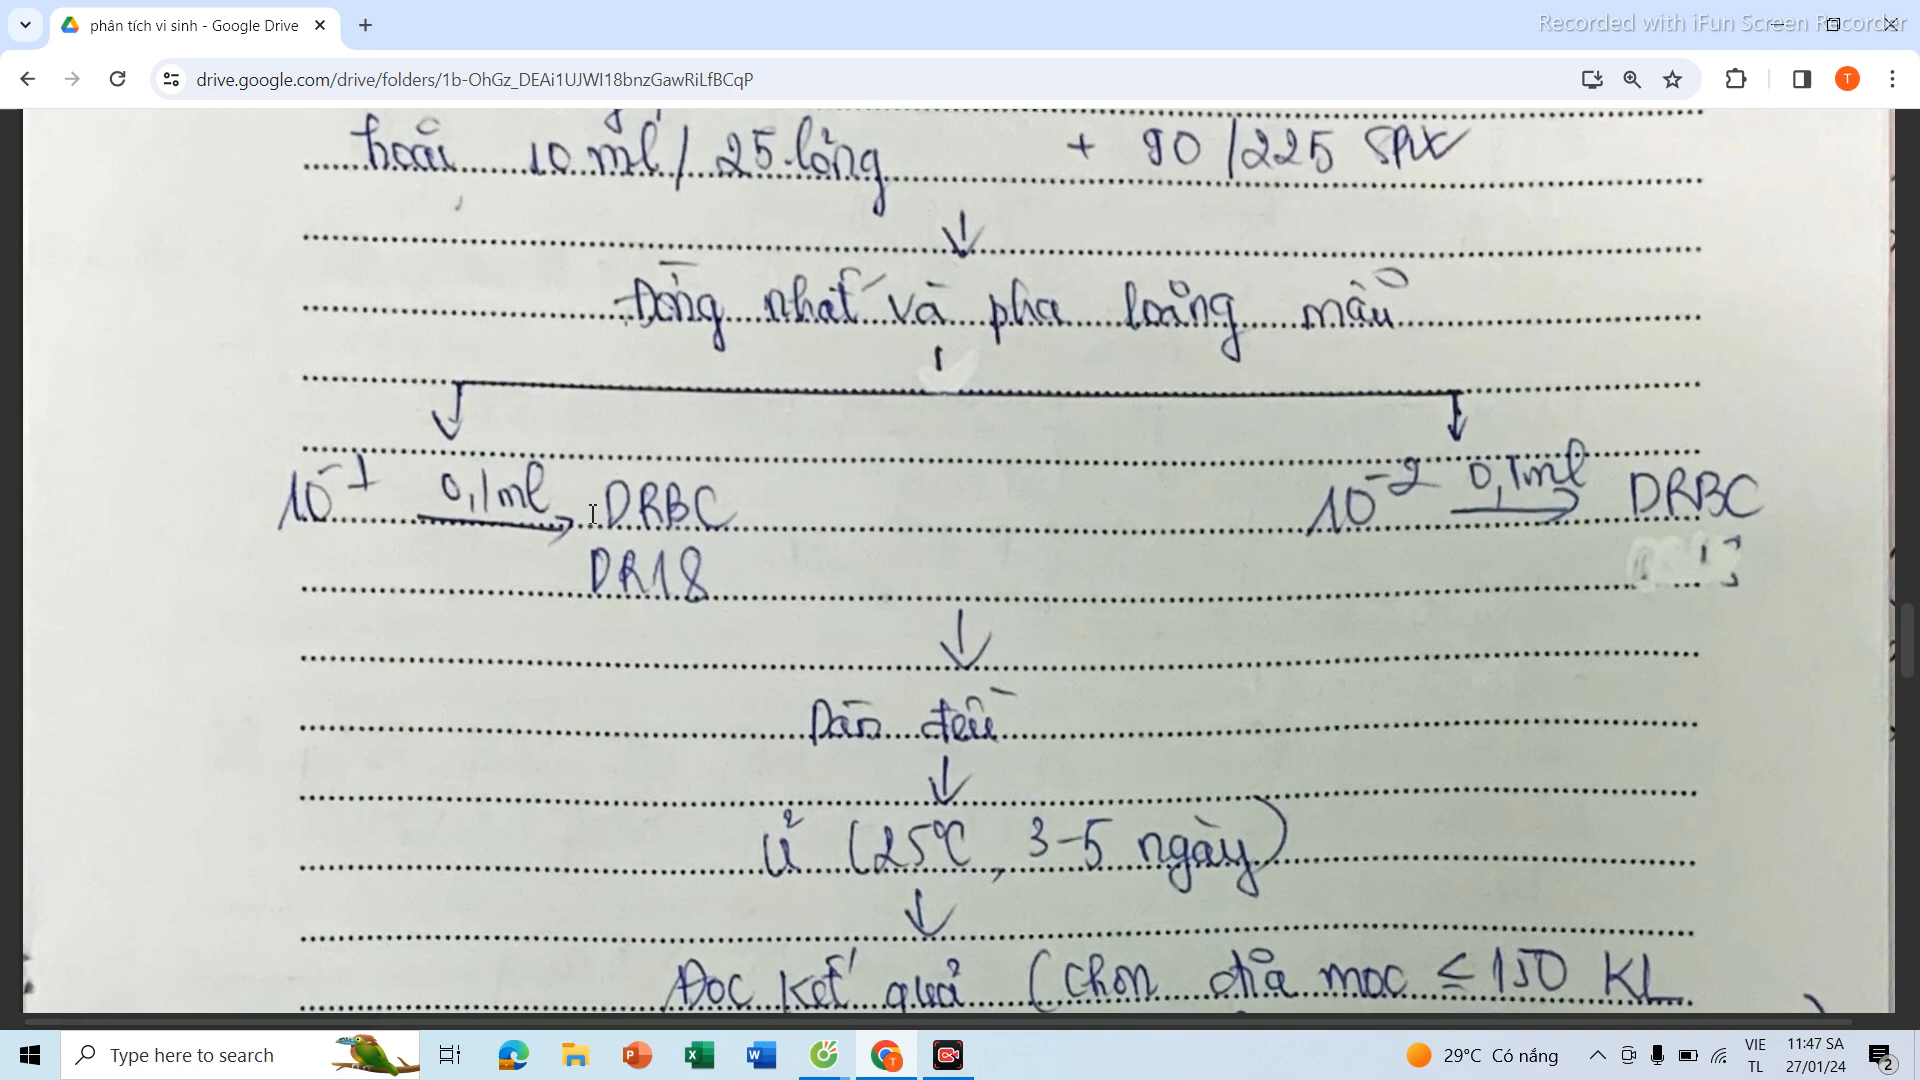 phân tích vi sinh - Google Drive
Recorded with iFun Screen Recorder
drive.google.com/drive/folders/1b-OhGz_DEAi1UJWI18bnzGawRiLfBCqP
T
hoặc 10 ml / 25 lỏng + 90 / 225 SPW
Đồng nhất và pha loãng mẫu
10⁻¹ 0,1ml DRBC 10⁻² 0,1ml DRBC
DR18
Dàn đều
Ủ (25°C, 3-5 ngày)
Đọc kết quả (Chọn đĩa mọc ≤ 150 KL
Type here to search
29°C Có nắng
VIE
TL
11:47 SA
27/01/24
2